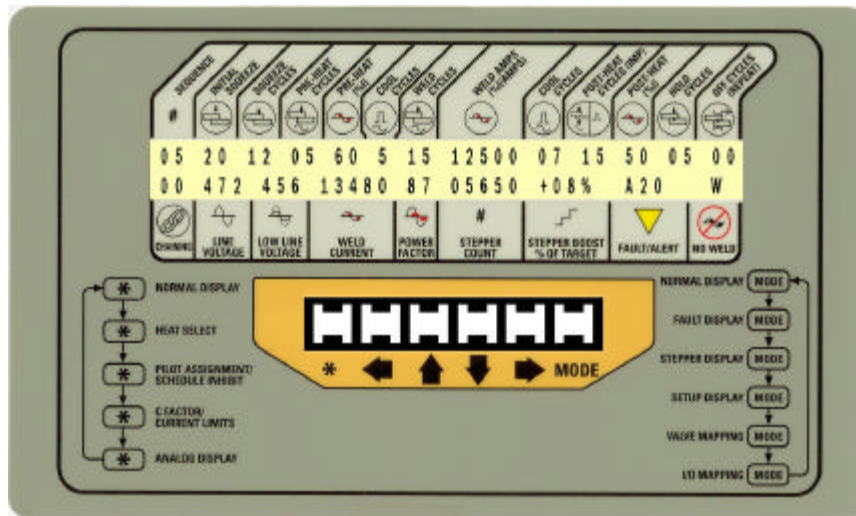 SEQUENCE
#
INITIAL SQUEEZE
SQUEEZE CYCLES
PRE-HEAT CYCLES
PRE-HEAT (%I)
COOL CYCLES
WELD CYCLES
WELD AMPS (%I/AMPS)
COOL CYCLES
POST-HEAT CYCLES (IMP)
POST-HEAT (%I)
HOLD CYCLES
OFF CYCLES (REPEAT)
05 20 12 05 60 5 15 12500 07 15 50 05 00
00 472 456 13480 87 05650 +08% A20 W
CHAINING
LINE VOLTAGE
LOW LINE VOLTAGE
WELD CURRENT
POWER FACTOR
#
STEPPER COUNT
STEPPER BOOST % OF TARGET
FAULT/ALERT
NO WELD
* NORMAL DISPLAY
* HEAT SELECT
* PILOT ASSIGNMENT/
SCHEDULE INHIBIT
* C FACTOR/
CURRENT LIMITS
* ANALOG DISPLAY
* MODE
NORMAL DISPLAY MODE
FAULT DISPLAY MODE
STEPPER DISPLAY MODE
SETUP DISPLAY MODE
VALVE MAPPING MODE
I/O MAPPING MODE